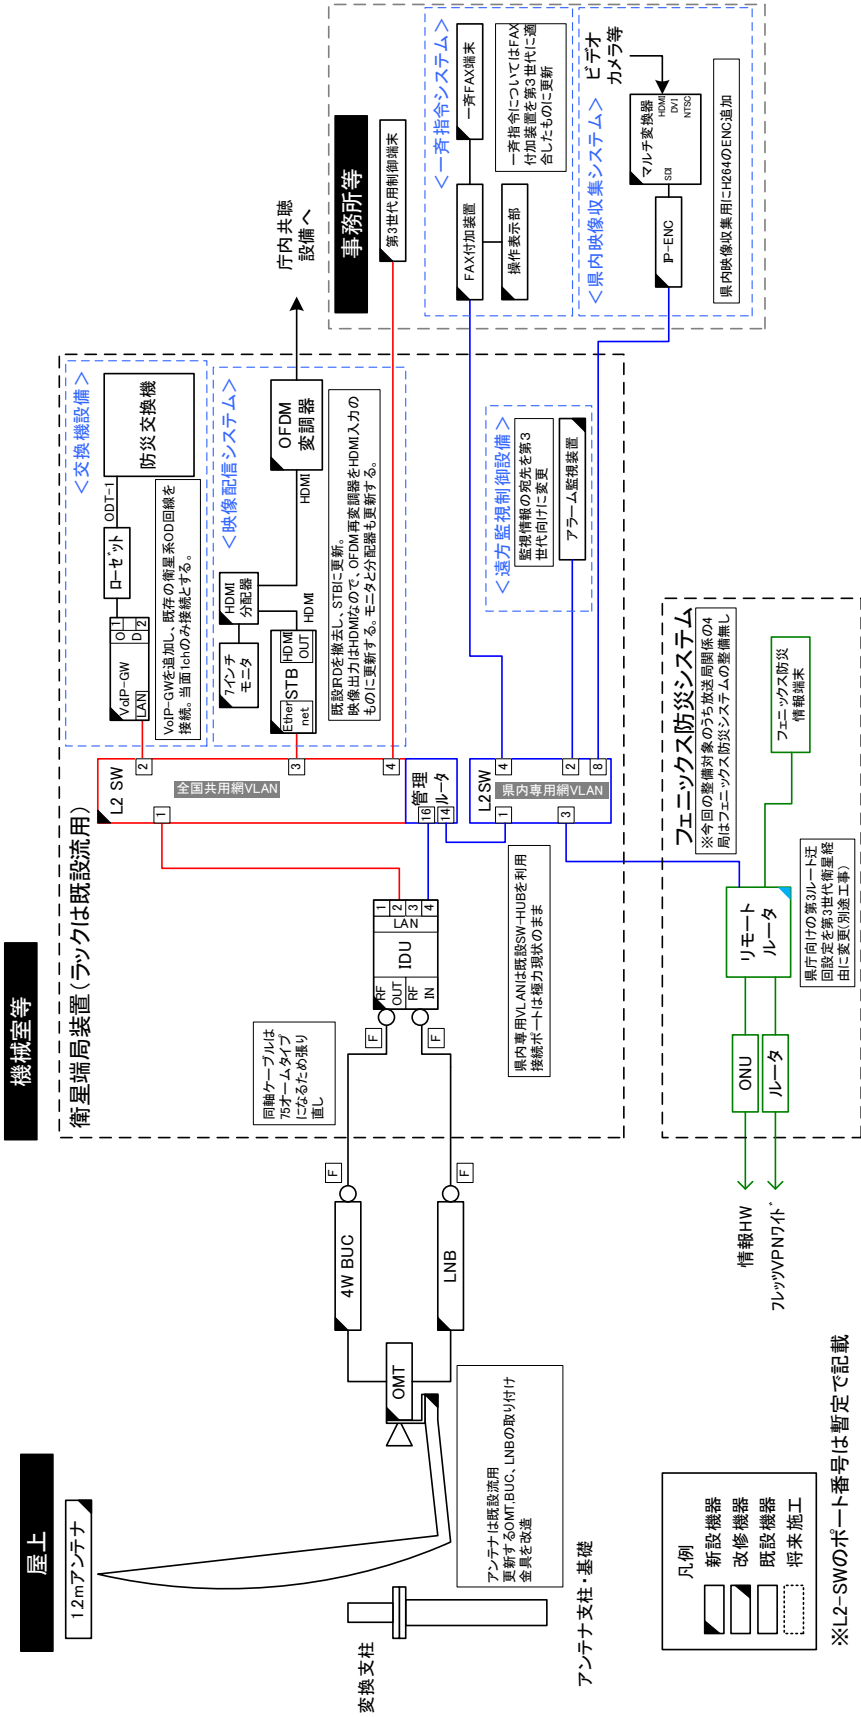 屋上
機械室等
事務所等
1.2mアンテナ
変換支柱
アンテナ支柱・基礎
アンテナは既設流用
更新するOMT,BUC、LNBの取り付け
金具を改造
OMT
4W BUC
LNB
F
F
F
F
同軸ケーブルは
75オームタイプ
になるため張り
直し
衛星端局装置(ラックは既設流用)
RF
OUT
RF
IN
IDU
LAN
1
2
3
4
L2 SW
全国共用網VLAN
1
2
3
4
管理
ルータ
16
14
L2SW
県内専用網VLAN
1
3
4
2
8
県内専用VLANは既設SW-HUBを利用
接続ポートは極力現状のまま
<交換機設備>
VoIP-GW
LAN
O
D
1
2
ローゼット
ODT-1
防災交換機
VoIP-GWを追加し、既存の衛星系OD回線を
接続。当面1chのみ接続とする。
<映像配信システム>
Ether
net
STB
HDMI
OUT
HDMI
7インチ
モニタ
HDMI
分配器
HDMI
OFDM
変調器
庁内共聴
設備へ
既設IRDを撤去し、STBに更新。
映像出力はHDMIなので、OFDM再変調器をHDMI入力の
ものに更新する。モニタと分配器も更新する。
<遠方監視制御設備>
監視情報の宛先を第3
世代向けに変更
アラーム監視装置
第3世代用制御端末
<一斉指令システム>
FAX付加装置
一斉FAX端末
操作表示部
一斉指令についてはFAX
付加装置を第3世代に適
合したものに更新
<県内映像収集システム>
IP-ENC
マルチ変換器
SDI
HDMI
DVI
NTSC
ビデオ
カメラ等
県内映像収集用にH264のENC追加
フェニックス防災システム
※今回の整備対象のうち放送局関係の4
局はフェニックス防災システムの整備無し
フェニックス防災
情報端末
リモート
ルータ
ONU
ルータ
情報HW
フレッツVPNワイド
県庁向けの第3ルート迂
回設定を第3世代衛星経
由に変更(別途工事)
凡例
新設機器
改修機器
既設機器
将来施工
※L2-SWのポート番号は暫定で記載